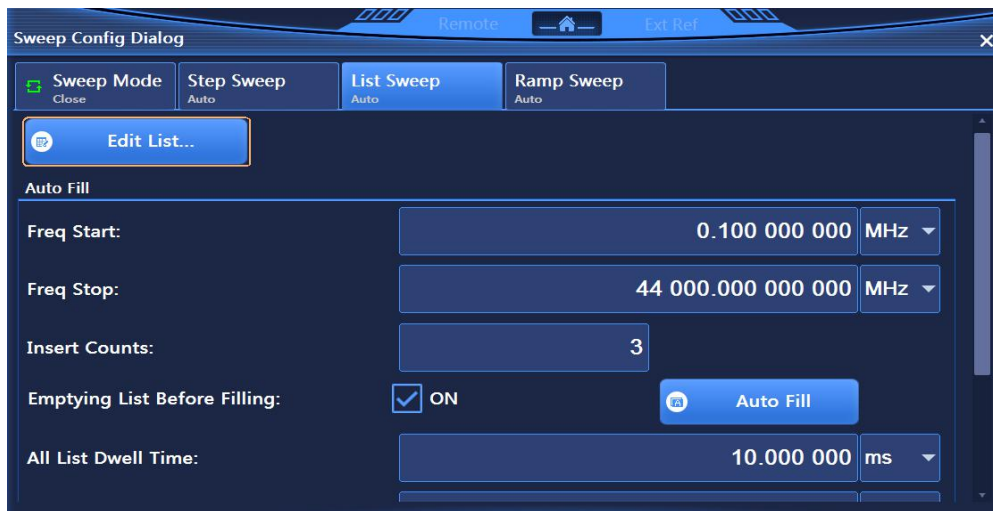 Remote Ext Ref
Sweep Config Dialog
Sweep Mode Step Sweep List Sweep Ramp Sweep
Close Auto Auto Auto
Edit List...
Auto Fill
Freq Start: 0.100 000 000 MHz
Freq Stop: 44 000.000 000 000 MHz
Insert Counts: 3
Emptying List Before Filling: ON Auto Fill
All List Dwell Time: 10.000 000 ms